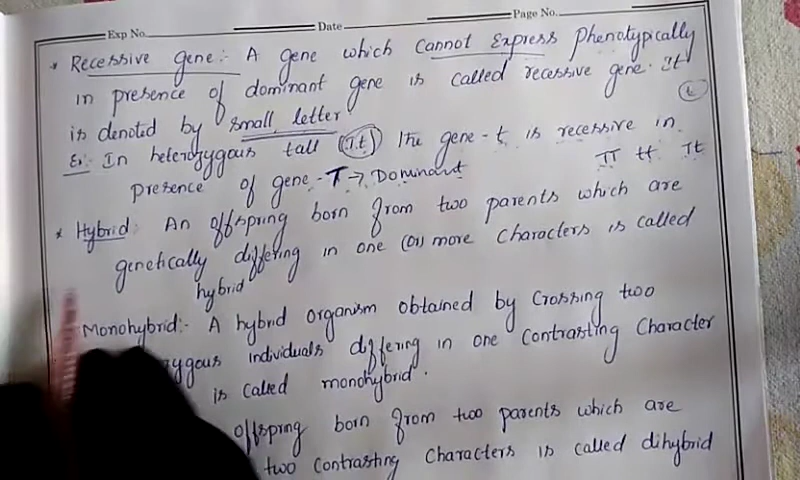 Exp No. Date Page No.
* Recessive gene:- A gene which cannot Express Phenotypically
in presence of dominant gene is called recessive gene. It
is denoted by small letter. t
Ex:- In heterozygous tall (T.t) The gene - t is recessive in
presence of gene - T → Dominant TT tt Tt
* Hybrid: An offspring born from two parents which are
genetically differing in one (or) more characters is called
hybrid
Monohybrid:- A hybrid organism obtained by crossing two
zygous individuals differing in one contrasting character
is called monohybrid.
offspring born from two parents which are
two contrasting characters is called dihybrid